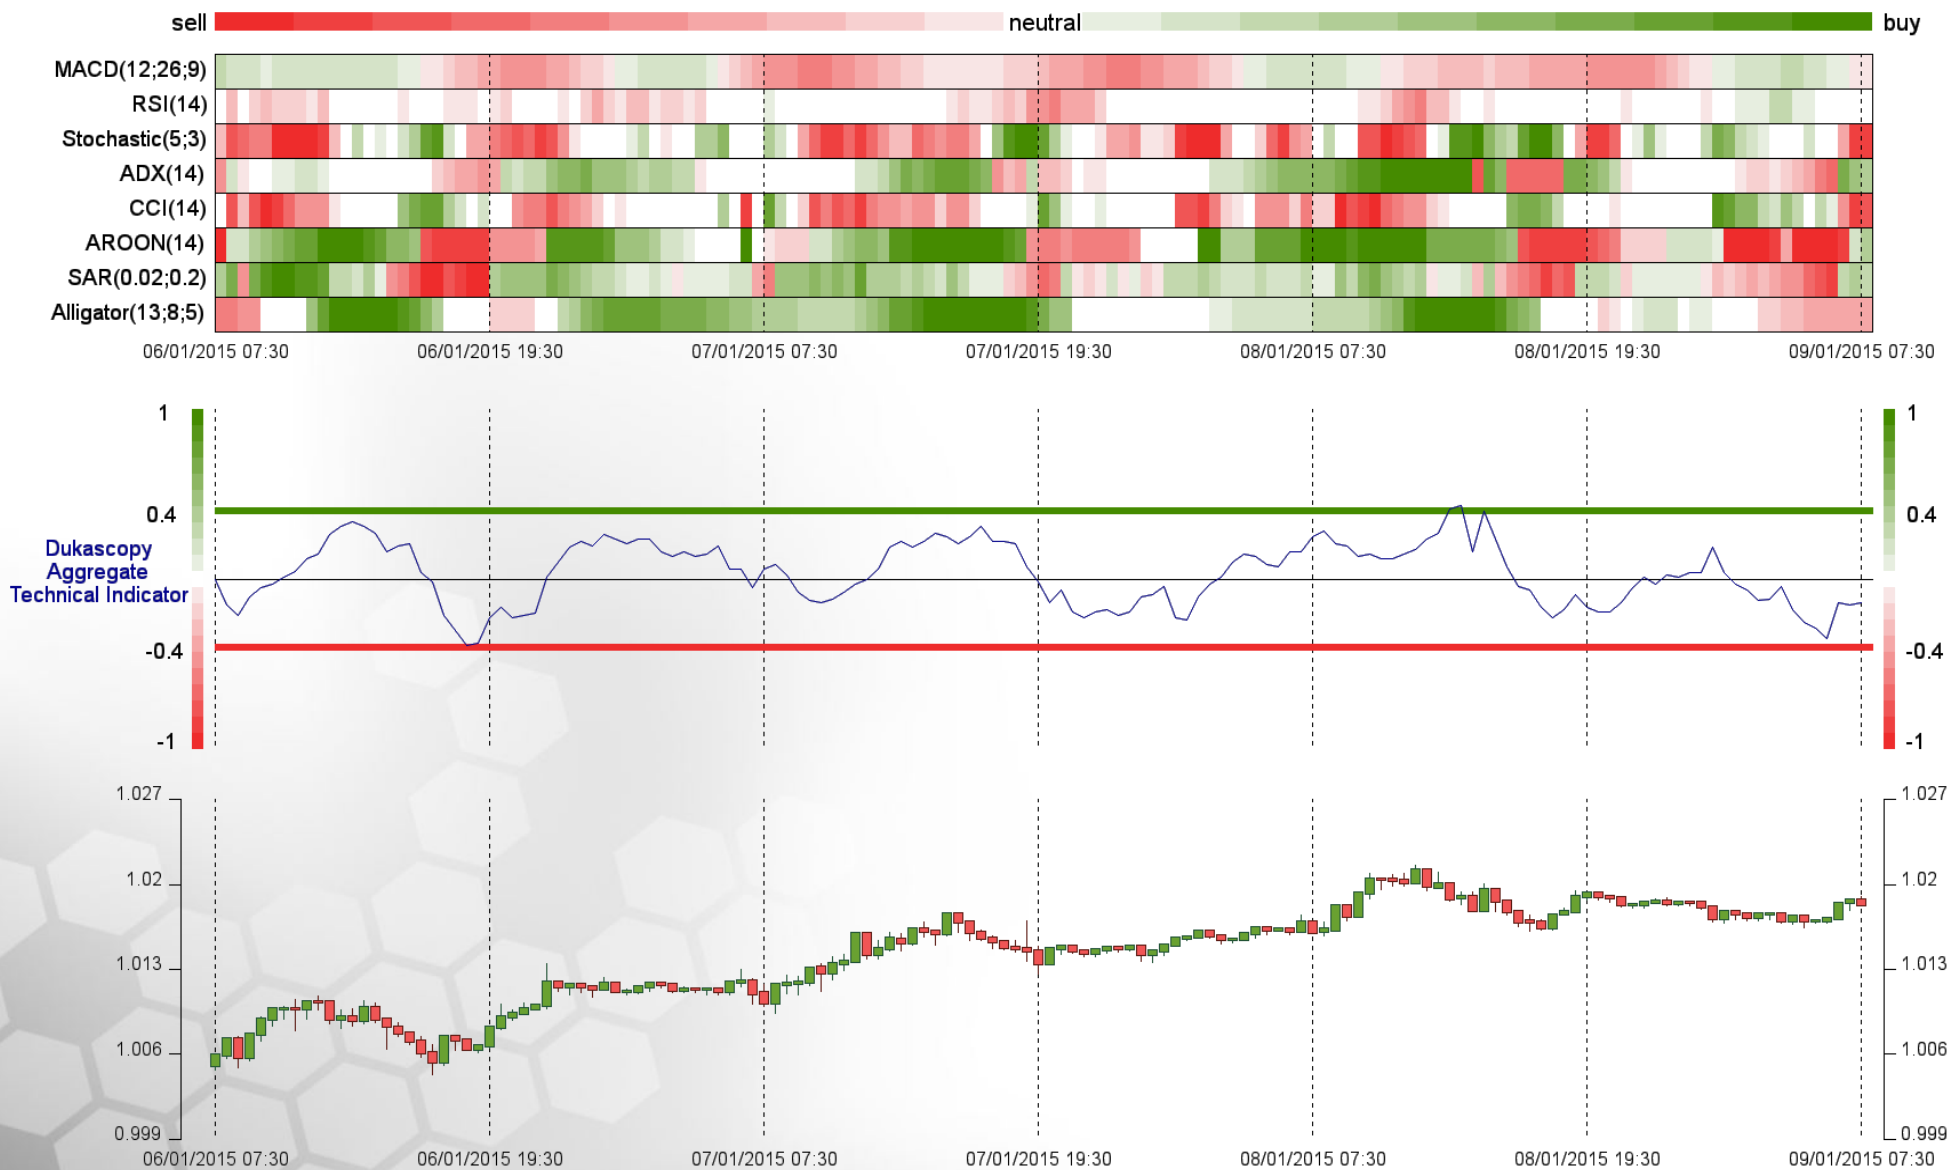 sell neutral buy
MACD(12;26;9)
RSI(14)
Stochastic(5;3)
ADX(14)
CCI(14)
AROON(14)
SAR(0.02;0.2)
Alligator(13;8;5)
06/01/2015 07:30 06/01/2015 19:30 07/01/2015 07:30 07/01/2015 19:30 08/01/2015 07:30 08/01/2015 19:30 09/01/2015 07:30
1 1
0.4 0.4
Dukascopy
Aggregate
Technical Indicator
-0.4 -0.4
-1 -1
1.027 1.027
1.02 1.02
1.013 1.013
1.006 1.006
0.999 0.999
06/01/2015 07:30 06/01/2015 19:30 07/01/2015 07:30 07/01/2015 19:30 08/01/2015 07:30 08/01/2015 19:30 09/01/2015 07:30